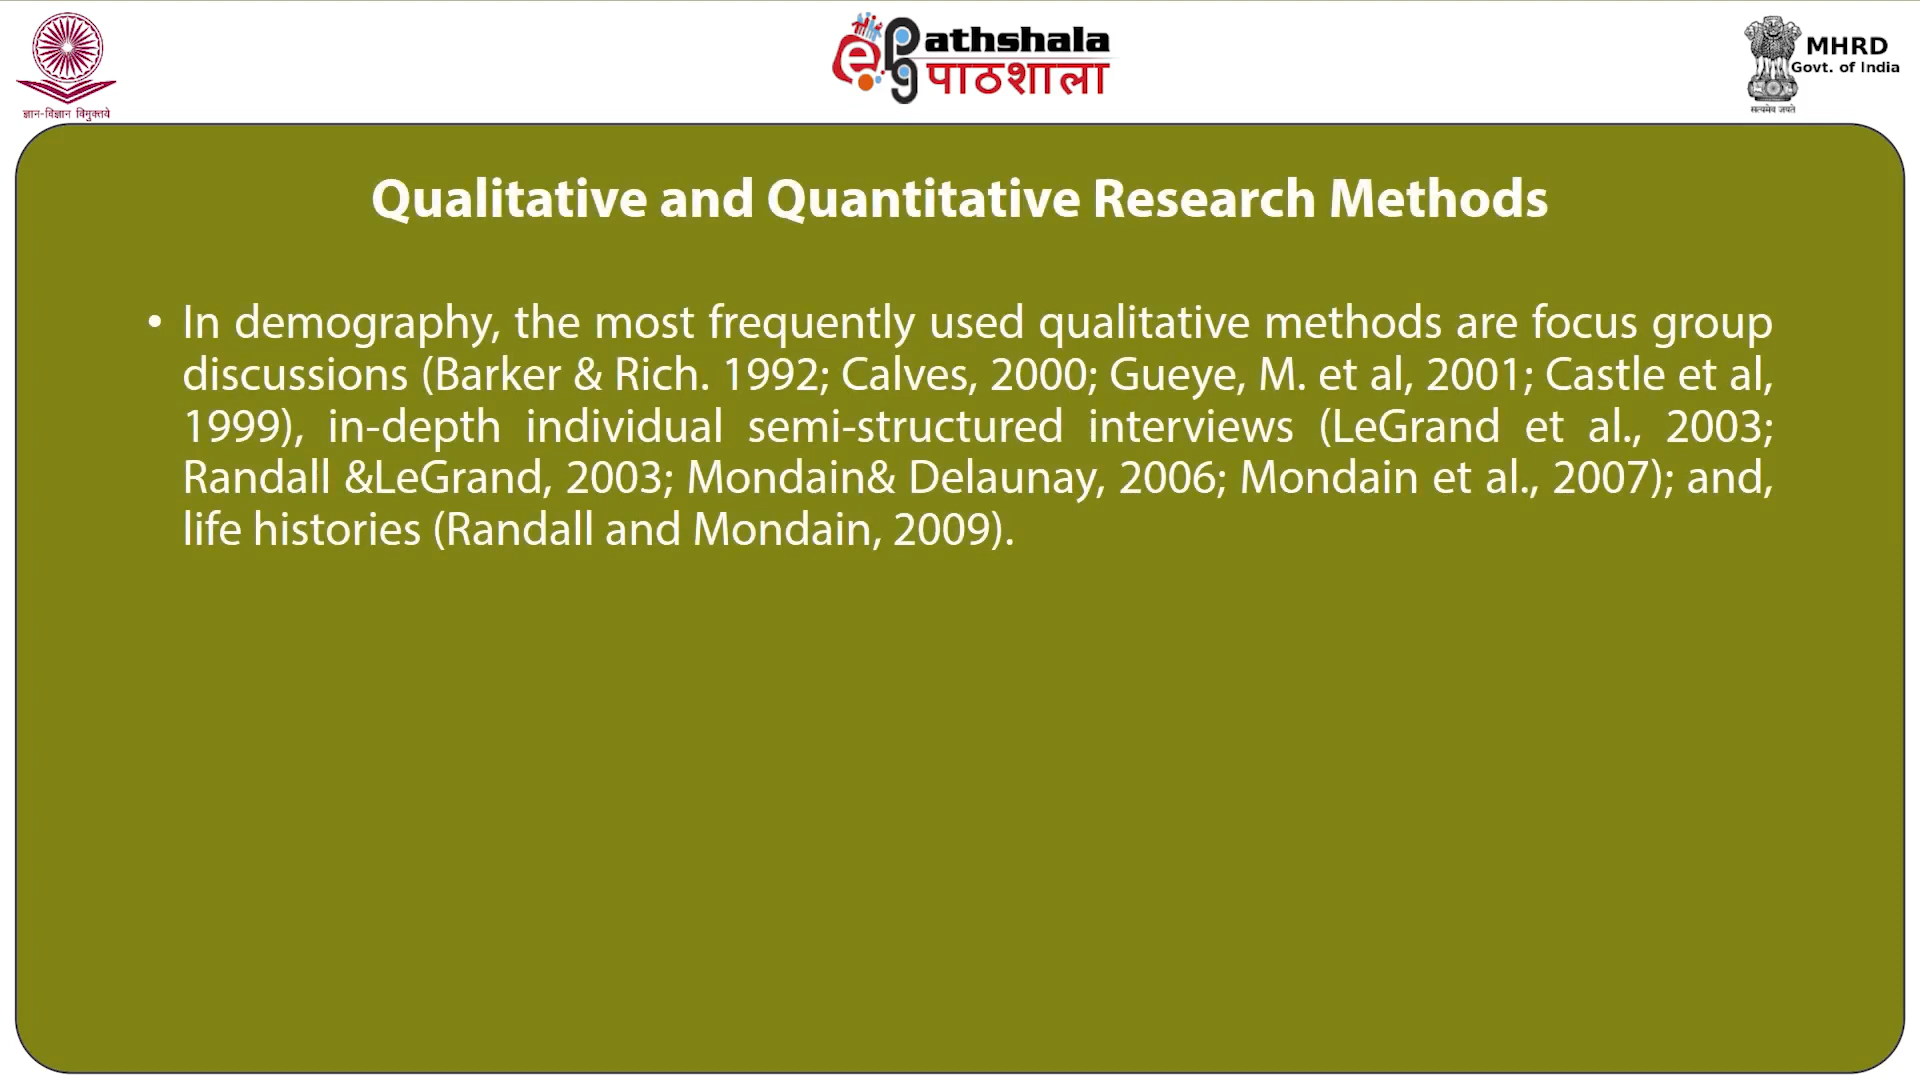 ज्ञान-विज्ञान विमुक्तये
ePathshala
पाठशाला
MHRD
Govt. of India
सत्यमेव जयते
Qualitative and Quantitative Research Methods
• In demography, the most frequently used qualitative methods are focus group
discussions (Barker & Rich. 1992; Calves, 2000; Gueye, M. et al, 2001; Castle et al,
1999), in-depth individual semi-structured interviews (LeGrand et al., 2003;
Randall &LeGrand, 2003; Mondain& Delaunay, 2006; Mondain et al., 2007); and,
life histories (Randall and Mondain, 2009).